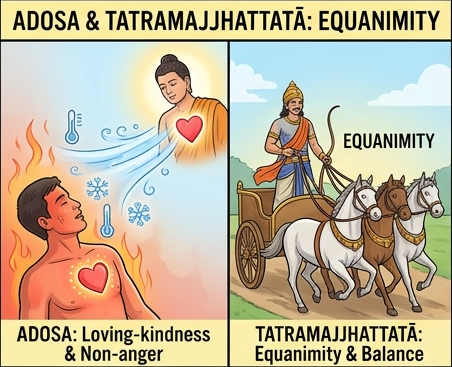 ADOSA & TATRAMAJJHATTATĀ: EQUANIMITY
EQUANIMITY
ADOSA: Loving-kindness
& Non-anger
TATRAMAJJHATTATĀ:
Equanimity & Balance